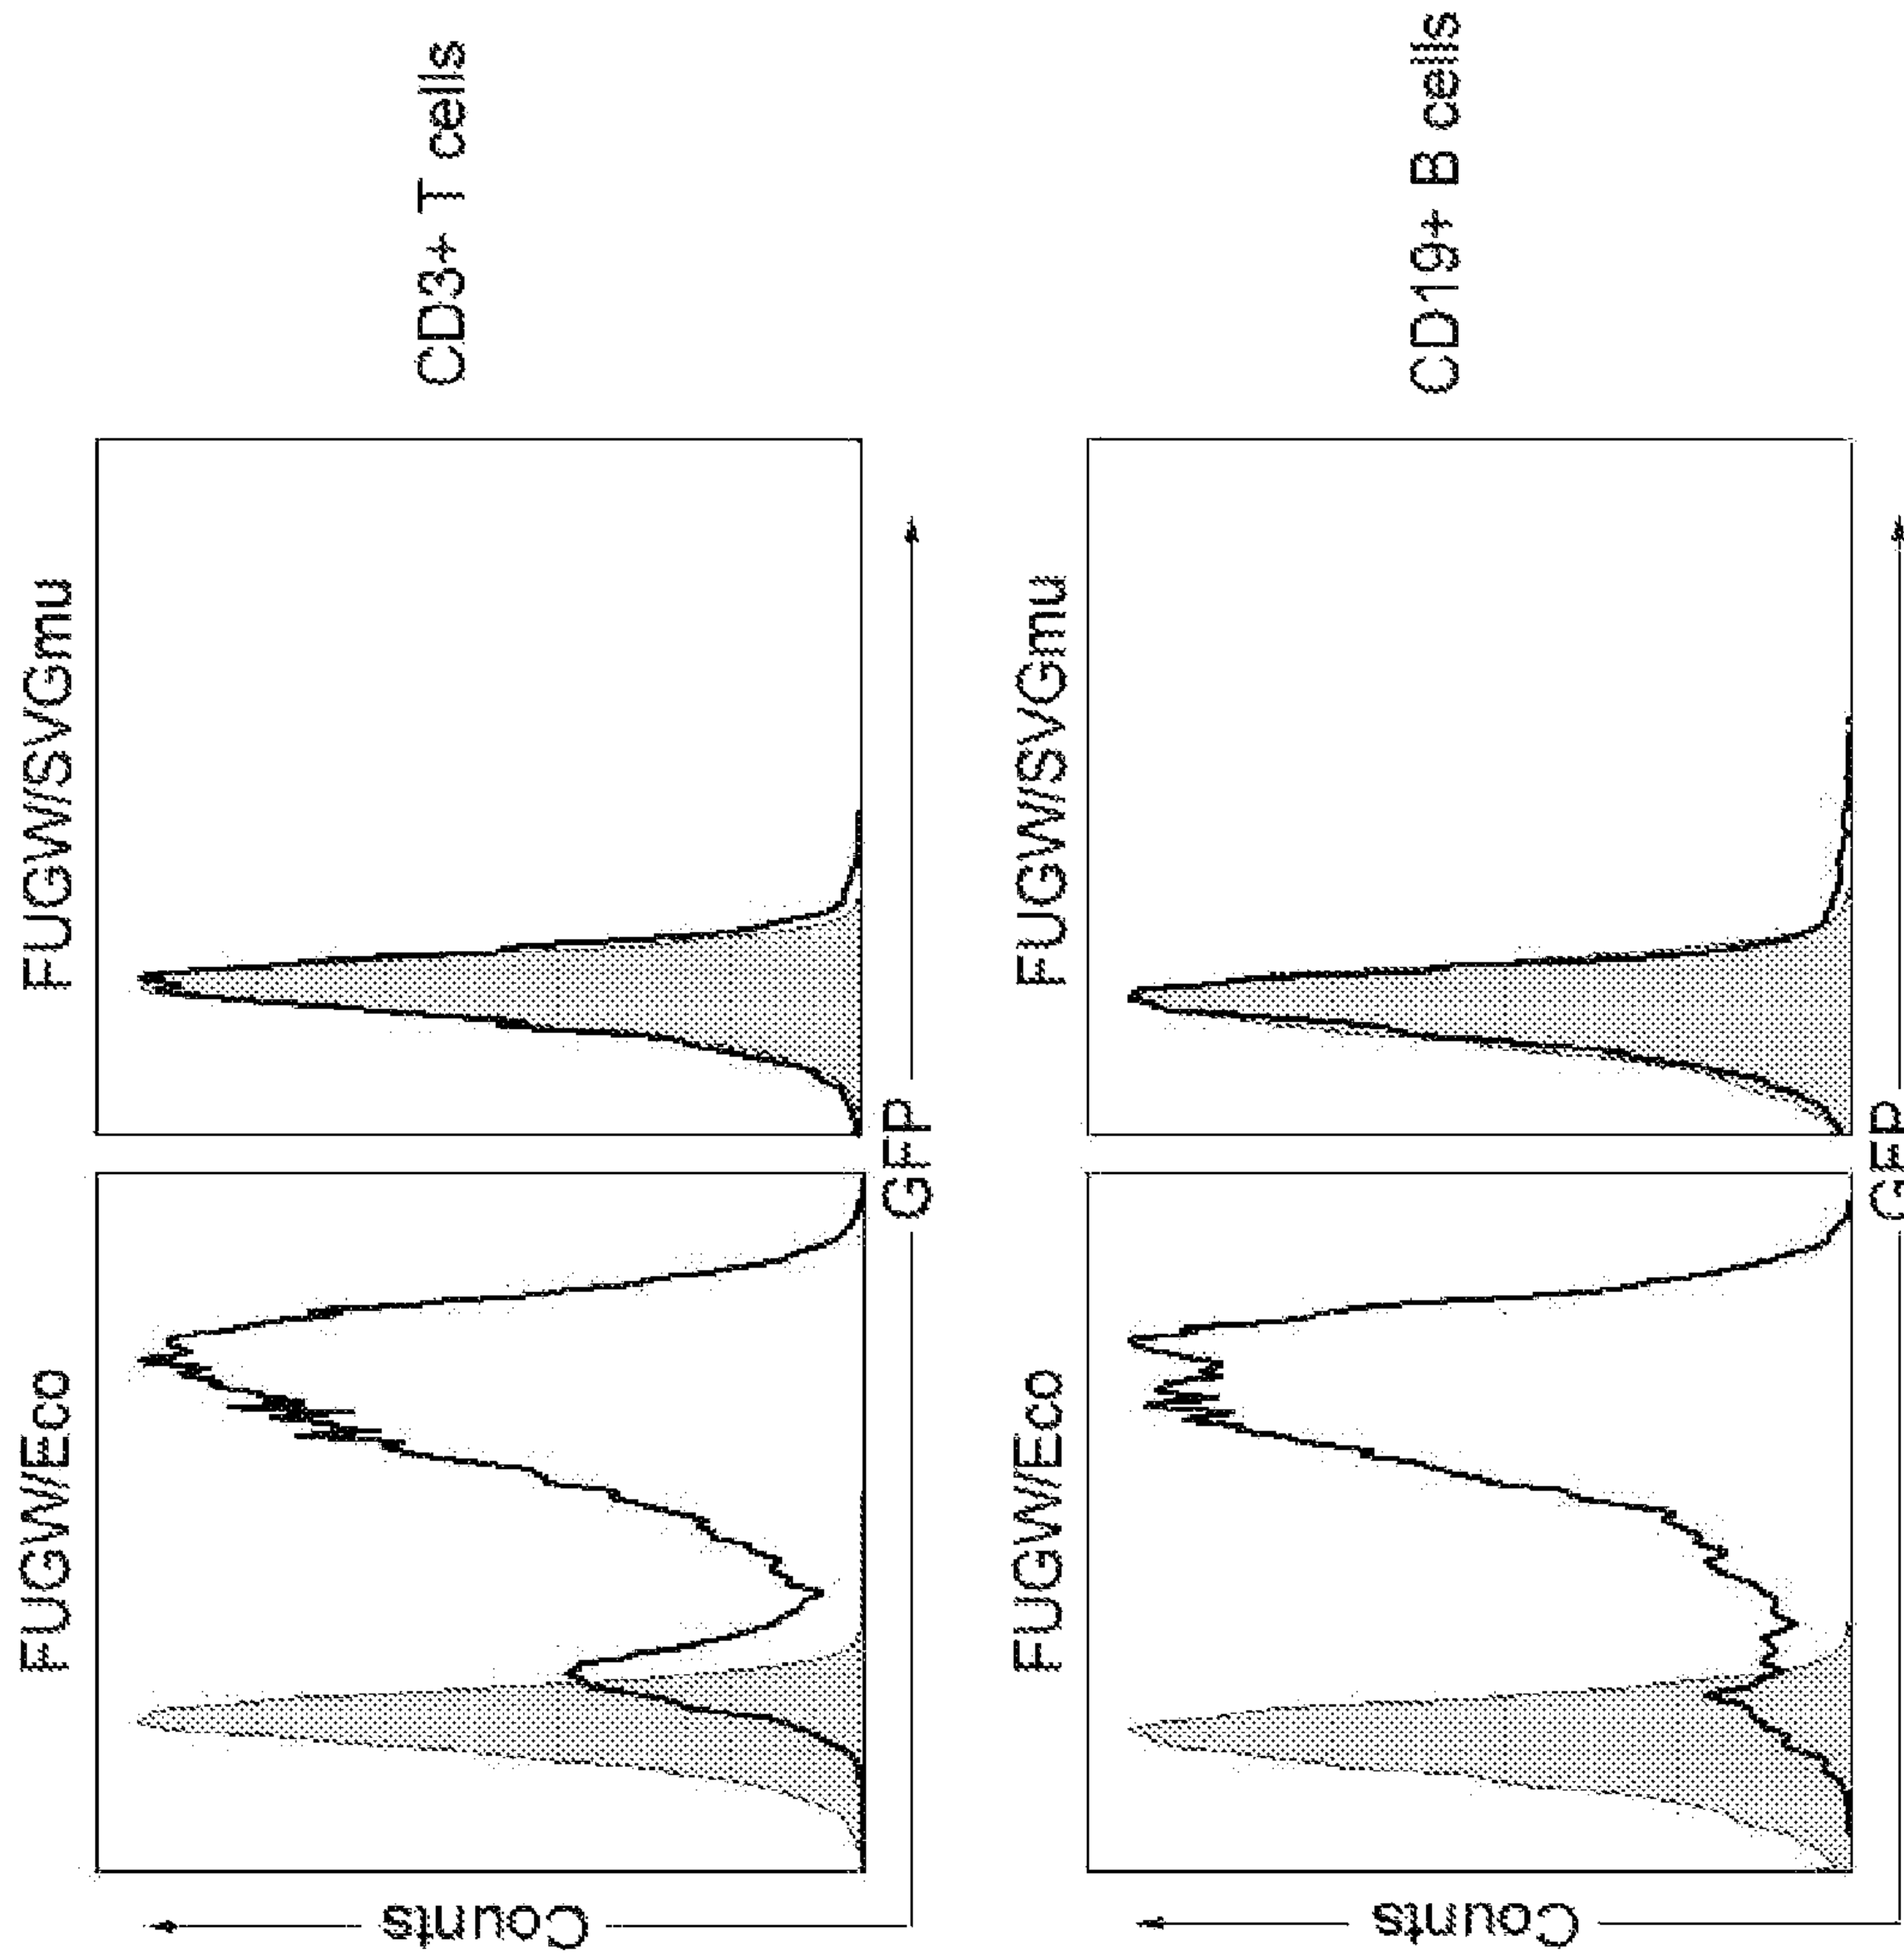 FUGW/Eco
FUGW/SVGmu
Counts
CD3+ T cells
GFP
FUGW/Eco
FUGW/SVGmu
Counts
CD19+ B cells
GFP